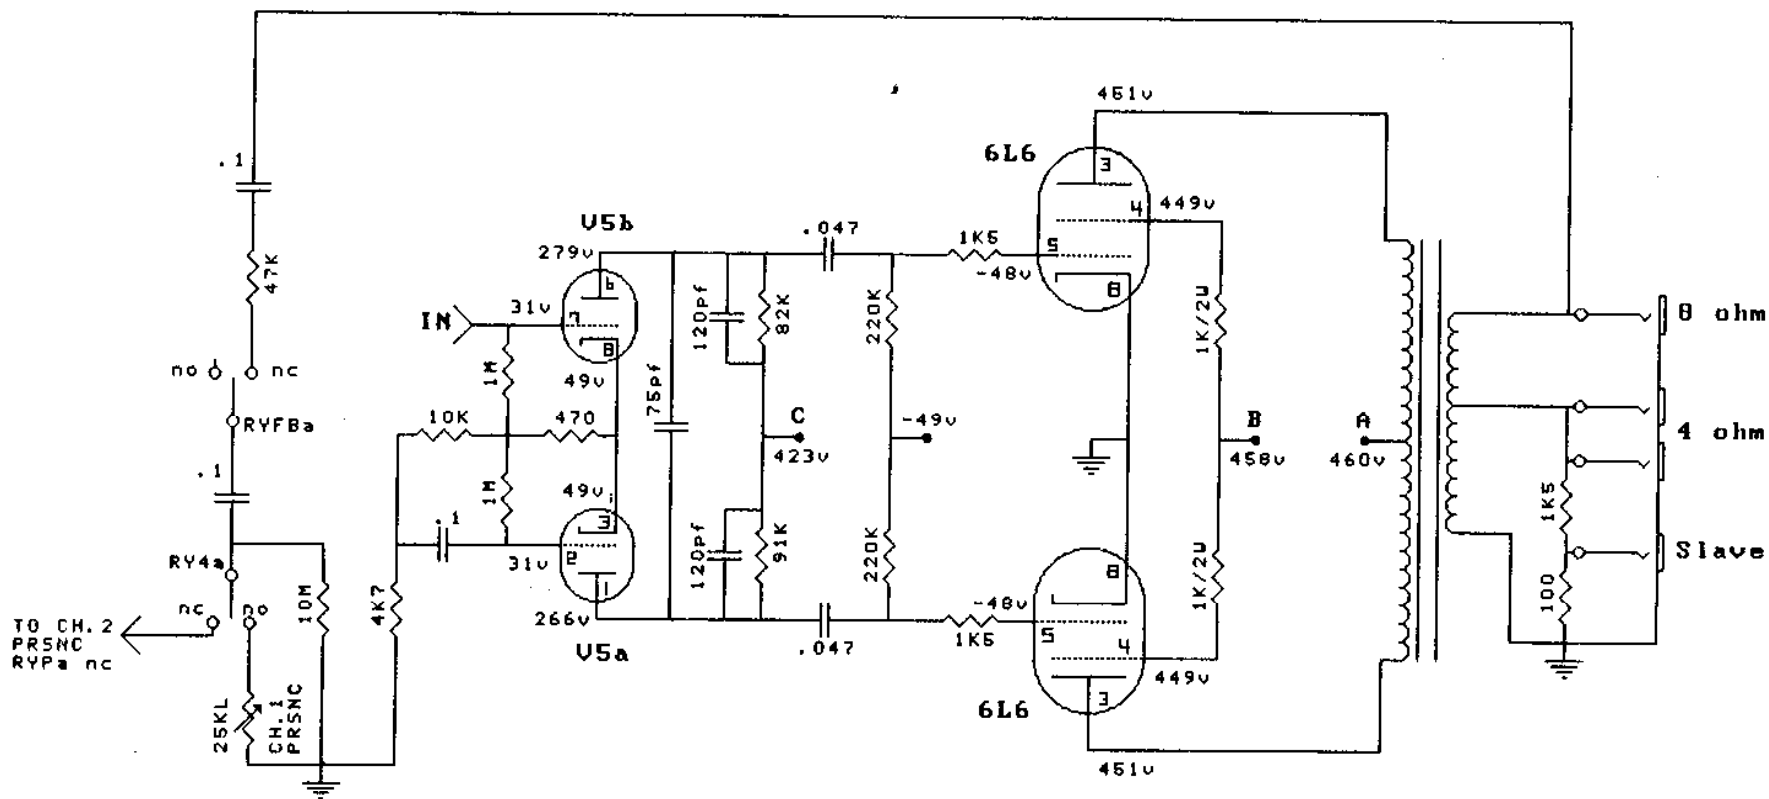 451v
6L6
3
.1
4
449v
V5b
.047
1K5
5
279v
-48v
47K
6
8
31v
120pf
82K
220K
1K/2W
8 ohm
IN
7
8
no
nc
1M
49v
75pf
RYFBa
10K
470
C
-49v
B
A
4 ohm
423v
458v
460v
.1
1M
49v
1K5
.1
3
120pf
91K
220K
1K/2W
Slave
RY4a
31v
2
8
nc
no
10M
4K7
1
-48v
100
TO CH.2
PRSNC
RYPa nc
266v
1K5
5
4
V5a
.047
449v
25KL
CH.1
PRSNC
6L6
3
451v